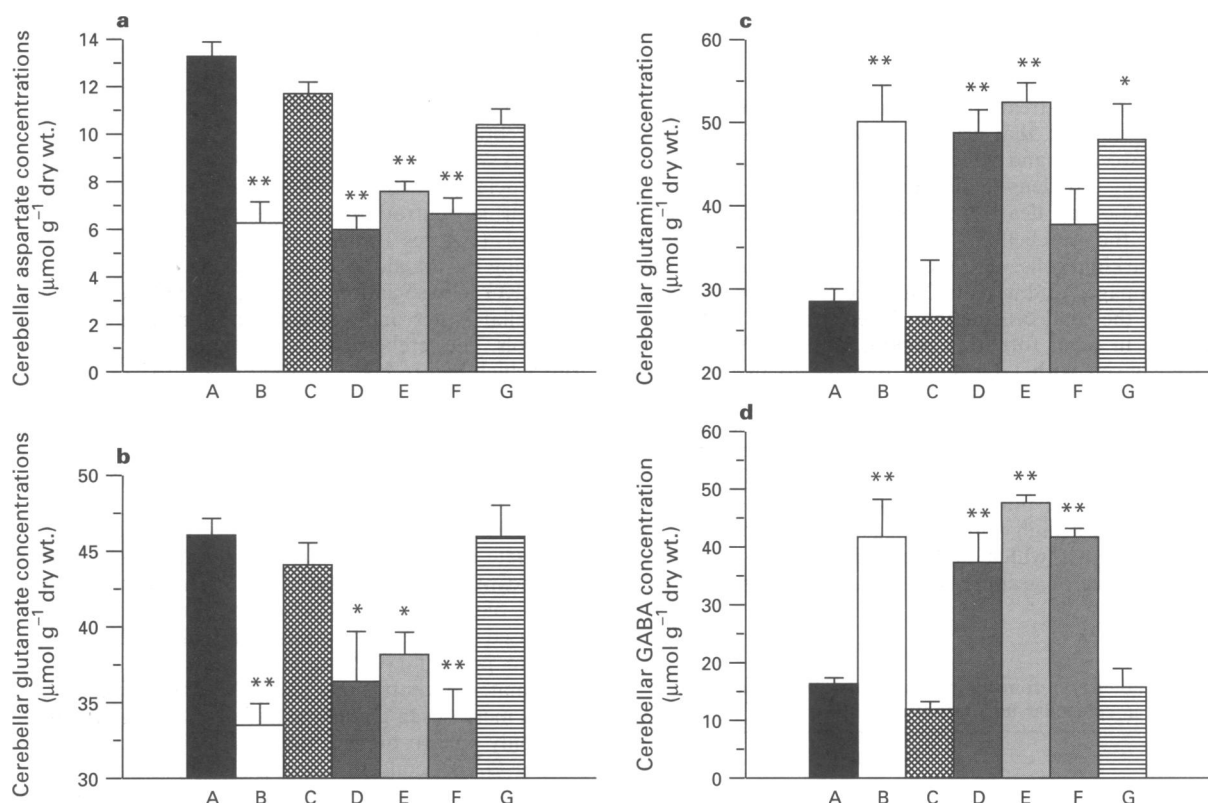 a
Cerebellar aspartate concentrations
(μmol g⁻¹ dry wt.)
14
12
10
8
6
4
2
0
** ** ** **
A B C D E F G
b
Cerebellar glutamate concentrations
(μmol g⁻¹ dry wt.)
50
45
40
35
30
** * * **
A B C D E F G
c
Cerebellar glutamine concentration
(μmol g⁻¹ dry wt.)
60
50
40
30
20
** ** ** *
A B C D E F G
d
Cerebellar GABA concentration
(μmol g⁻¹ dry wt.)
60
50
40
30
20
10
0
** ** ** **
A B C D E F G